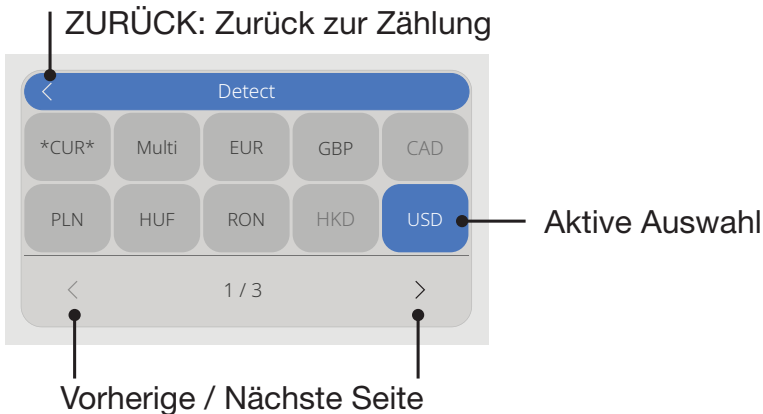 ZURÜCK: Zurück zur Zählung
< Detect
*CUR* Multi EUR GBP CAD
PLN HUF RON HKD USD
Aktive Auswahl
< 1 / 3 >
Vorherige / Nächste Seite